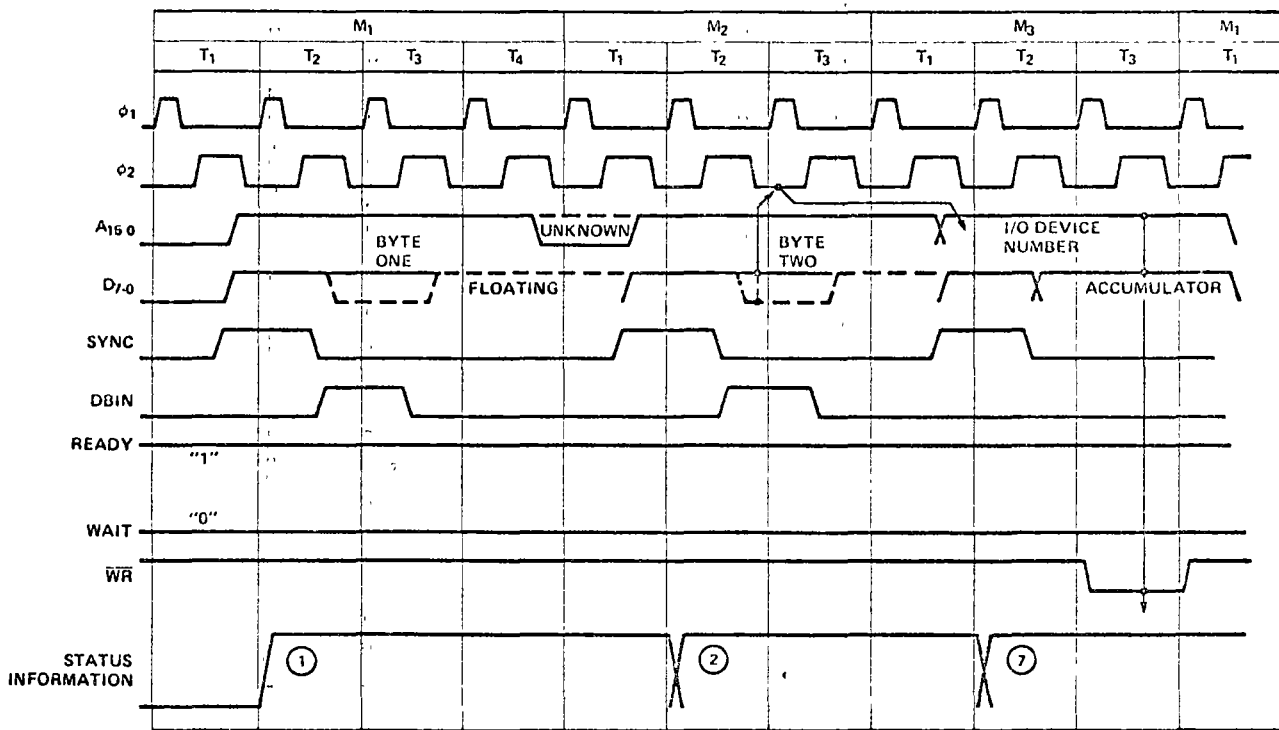 M1 M2 M3 M1
T1 T2 T3 T4 T1 T2 T3 T1 T2 T3 T1
ϕ1
ϕ2
A15-0 UNKNOWN I/O DEVICE
NUMBER
BYTE
ONE
BYTE
TWO
D7-0 FLOATING ACCUMULATOR
SYNC
DBIN
READY
"1"
"0"
WAIT
W̅R̅
STATUS
INFORMATION
1 2 7